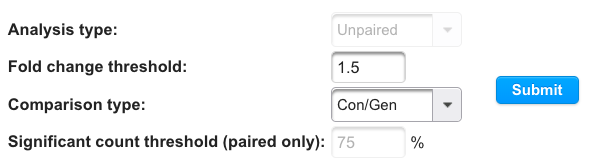 Analysis type: Unpaired
Fold change threshold: 1.5
Comparison type: Con/Gen
Submit
Significant count threshold (paired only): 75 %